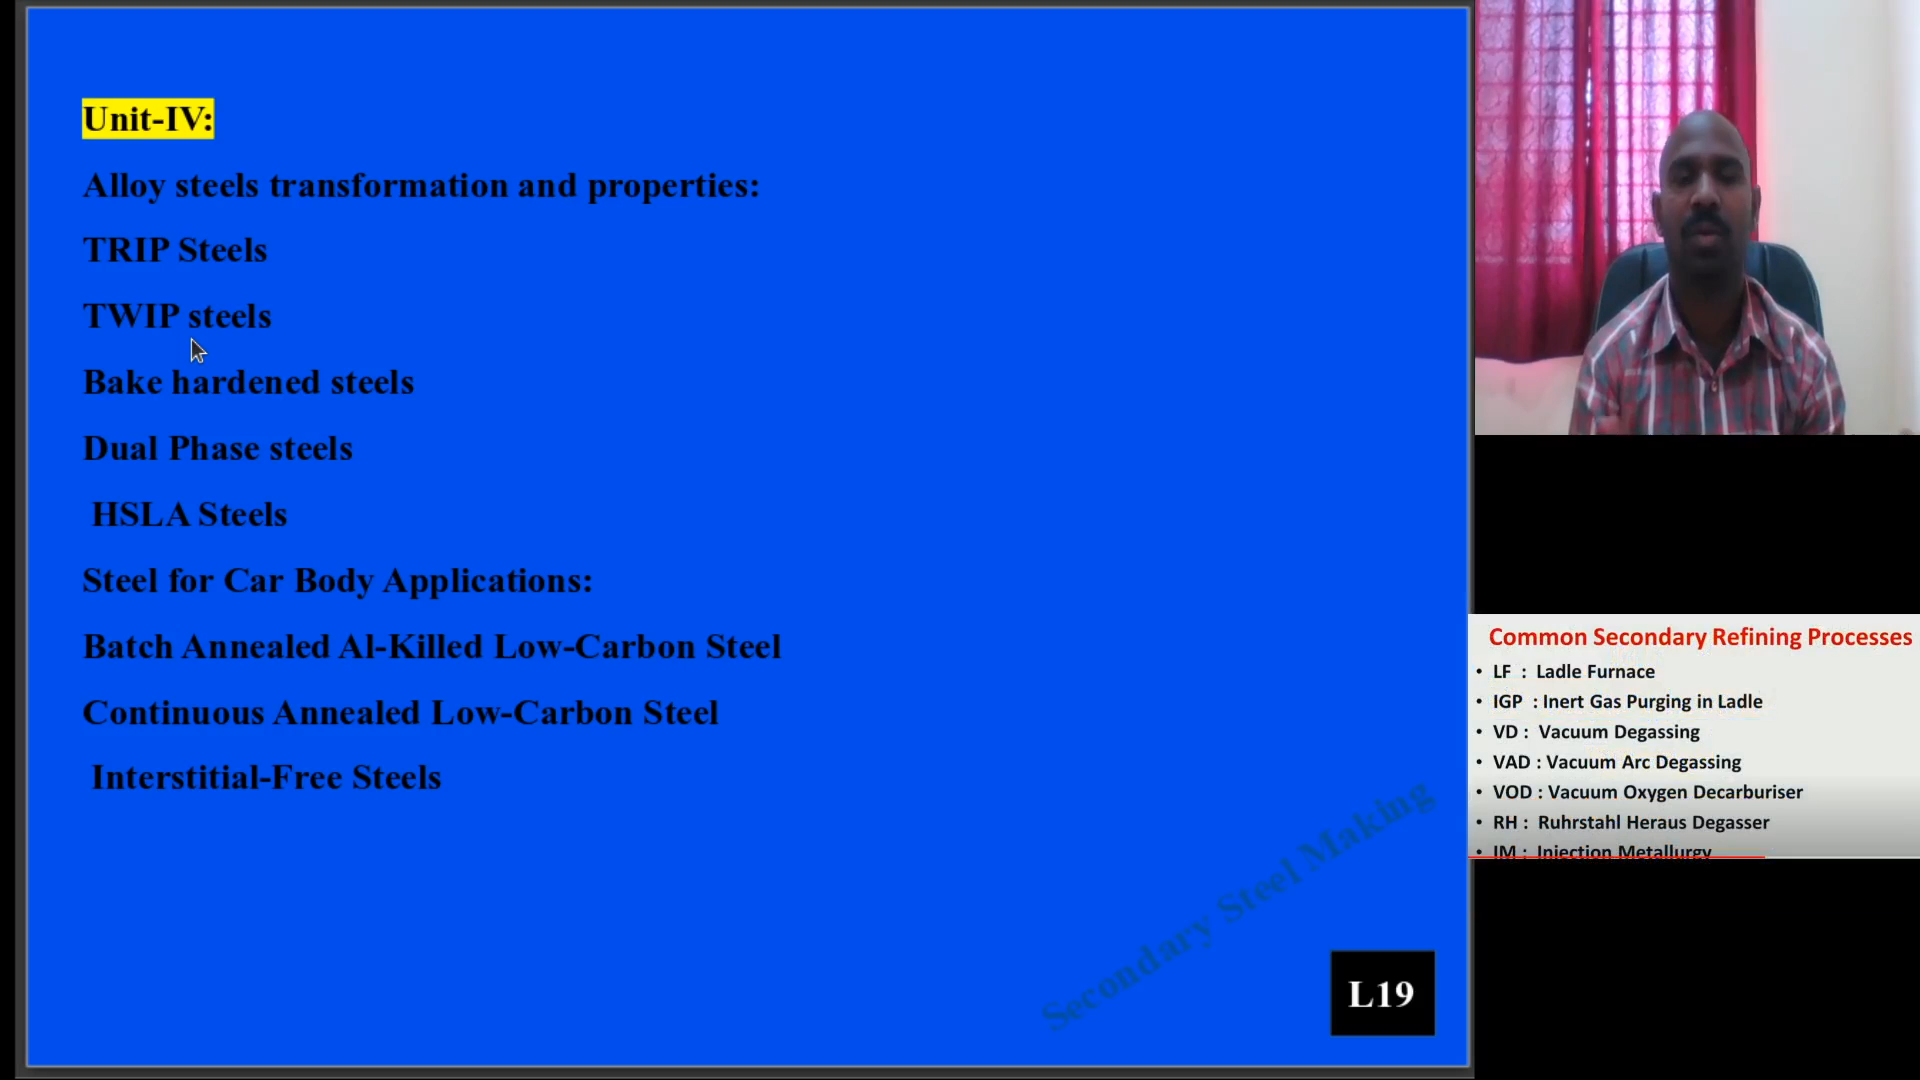 Unit-IV:
Alloy steels transformation and properties:
TRIP Steels
TWIP steels
Bake hardened steels
Dual Phase steels
HSLA Steels
Steel for Car Body Applications:
Batch Annealed Al-Killed Low-Carbon Steel
Continuous Annealed Low-Carbon Steel
Interstitial-Free Steels
Secondary Steel Making
L19
Common Secondary Refining Processes
• LF : Ladle Furnace
• IGP : Inert Gas Purging in Ladle
• VD : Vacuum Degassing
• VAD : Vacuum Arc Degassing
• VOD : Vacuum Oxygen Decarburiser
• RH : Ruhrstahl Heraus Degasser
• IM : Injection Metallurgy